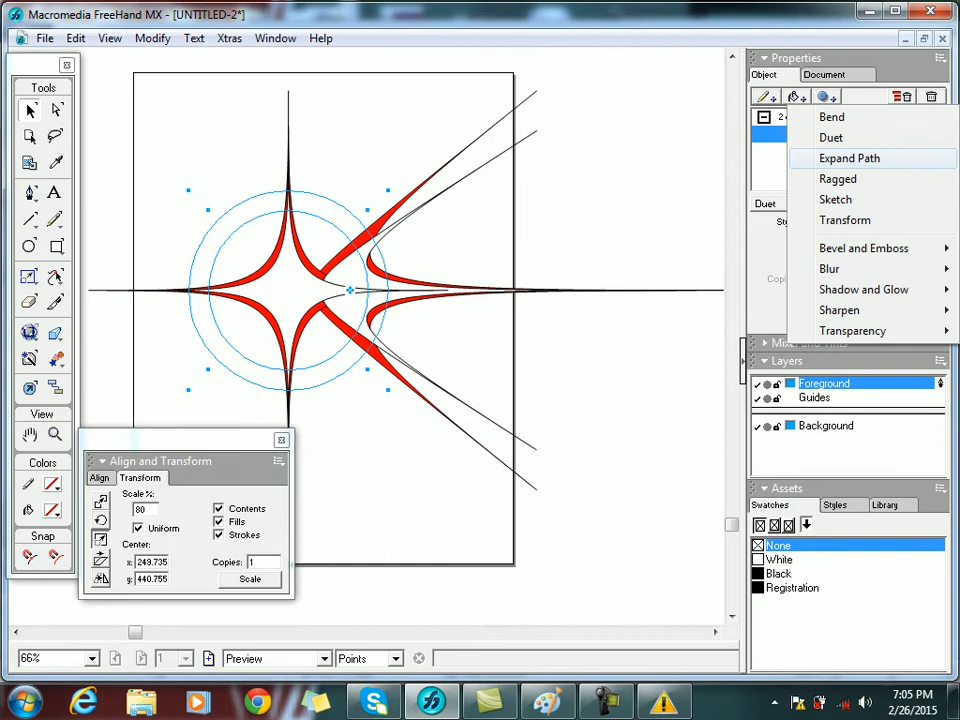 Macromedia FreeHand MX - [UNTITLED-2*]
File Edit View Modify Text Xtras Window Help
Tools
View
Colors
Snap
Properties
Object Document
2
Bend
Duet
Expand Path
Ragged
Sketch
Transform
Bevel and Emboss
Blur
Shadow and Glow
Sharpen
Transparency
Duet
Layers
Foreground
Guides
Background
Assets
Swatches Styles Library
None
White
Black
Registration
Align and Transform
Align Transform
Scale %:
80
Uniform
Center:
x: 249.735
y: 440.755
Contents
Fills
Strokes
Copies: 1
Scale
66% 1 Preview Points
7:05 PM
2/26/2015